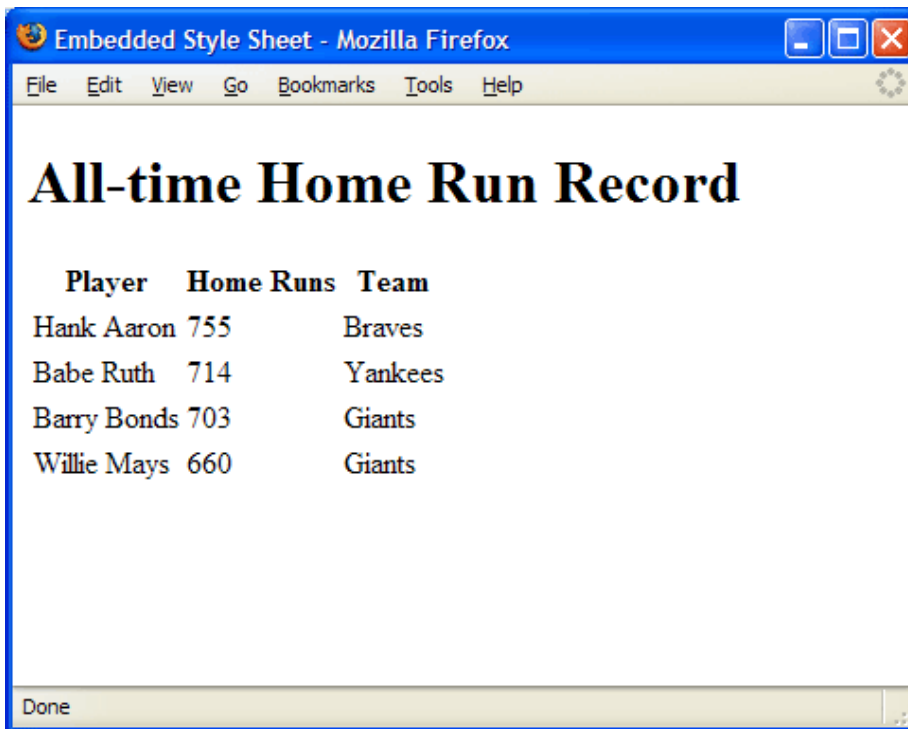 Embedded Style Sheet - Mozilla Firefox
File Edit View Go Bookmarks Tools Help
All-time Home Run Record
Player Home Runs Team
Hank Aaron 755 Braves
Babe Ruth 714 Yankees
Barry Bonds 703 Giants
Willie Mays 660 Giants
Done